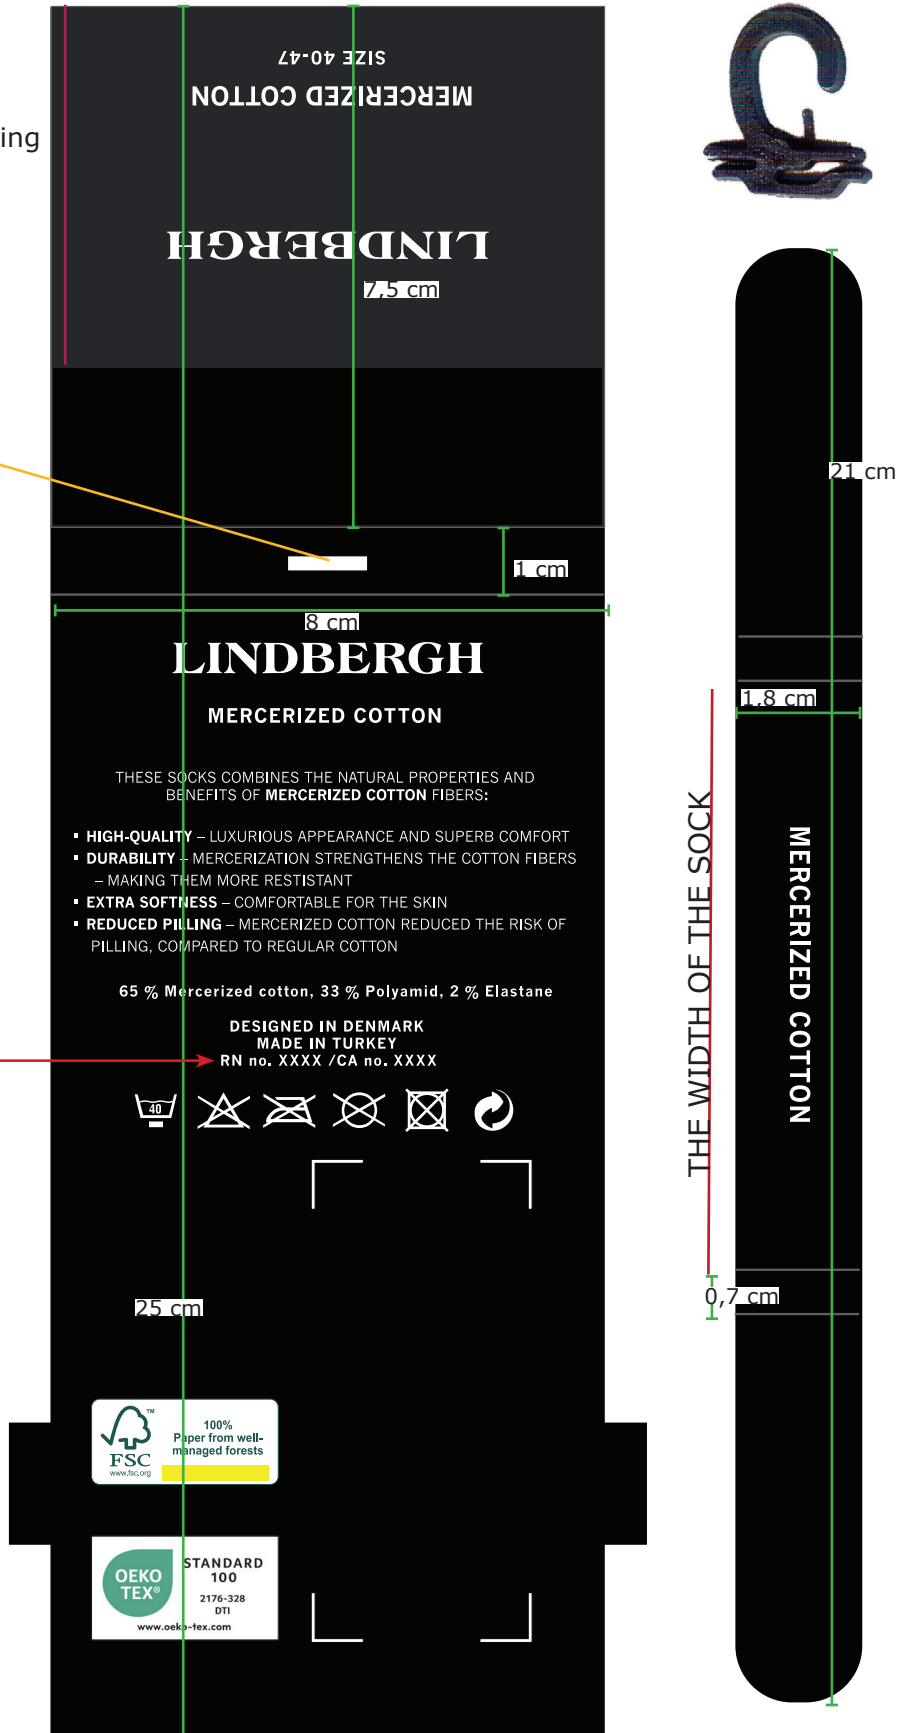 SIZE 40-47
MERCERIZED COTTON
ing
LINDBERGH
7,5 cm
21 cm
1 cm
8 cm
LINDBERGH
1,8 cm
MERCERIZED COTTON
THESE SOCKS COMBINES THE NATURAL PROPERTIES AND
BENEFITS OF MERCERIZED COTTON FIBERS:
▪ HIGH-QUALITY – LUXURIOUS APPEARANCE AND SUPERB COMFORT
▪ DURABILITY – MERCERIZATION STRENGTHENS THE COTTON FIBERS
– MAKING THEM MORE RESTISTANT
▪ EXTRA SOFTNESS – COMFORTABLE FOR THE SKIN
▪ REDUCED PILLING – MERCERIZED COTTON REDUCED THE RISK OF
PILLING, COMPARED TO REGULAR COTTON
65 % Mercerized cotton, 33 % Polyamid, 2 % Elastane
DESIGNED IN DENMARK
MADE IN TURKEY
RN no. XXXX /CA no. XXXX
40
THE WIDTH OF THE SOCK
MERCERIZED COTTON
0,7 cm
25 cm
TM
FSC
www.fsc.org
100%
Paper from well-
managed forests
OEKO
TEX®
STANDARD
100
2176-328
DTI
www.oeko-tex.com